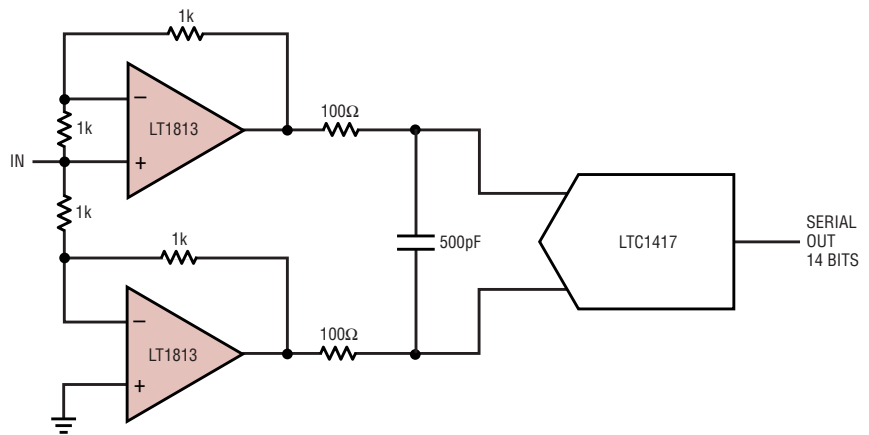 1k
−
LT1813
+
1k
IN
1k
1k
−
LT1813
+
100Ω
100Ω
500pF
LTC1417
SERIAL
OUT
14 BITS